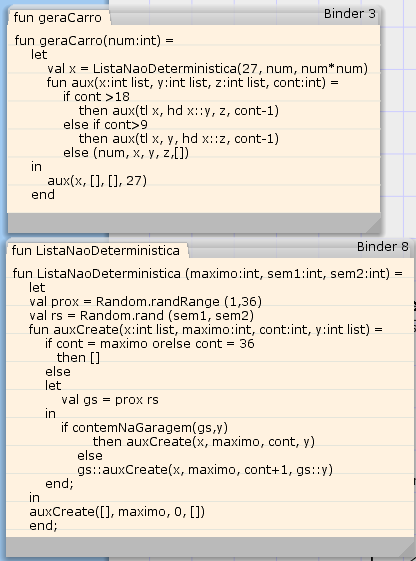 fun geraCarro
Binder 3
fun geraCarro(num:int) =
let
val x = ListaNaoDeterministica(27, num, num*num)
fun aux(x:int list, y:int list, z:int list, cont:int) =
if cont >18
then aux(tl x, hd x::y, z, cont-1)
else if cont>9
then aux(tl x, y, hd x::z, cont-1)
else (num, x, y, z,[])
in
aux(x, [], [], 27)
end
fun ListaNaoDeterministica
Binder 8
fun ListaNaoDeterministica (maximo:int, sem1:int, sem2:int) =
let
val prox = Random.randRange (1,36)
val rs = Random.rand (sem1, sem2)
fun auxCreate(x:int list, maximo:int, cont:int, y:int list) =
if cont = maximo orelse cont = 36
then []
else
let
val gs = prox rs
in
if contemNaGaragem(gs,y)
then auxCreate(x, maximo, cont, y)
else
gs::auxCreate(x, maximo, cont+1, gs::y)
end;
in
auxCreate([], maximo, 0, [])
end;